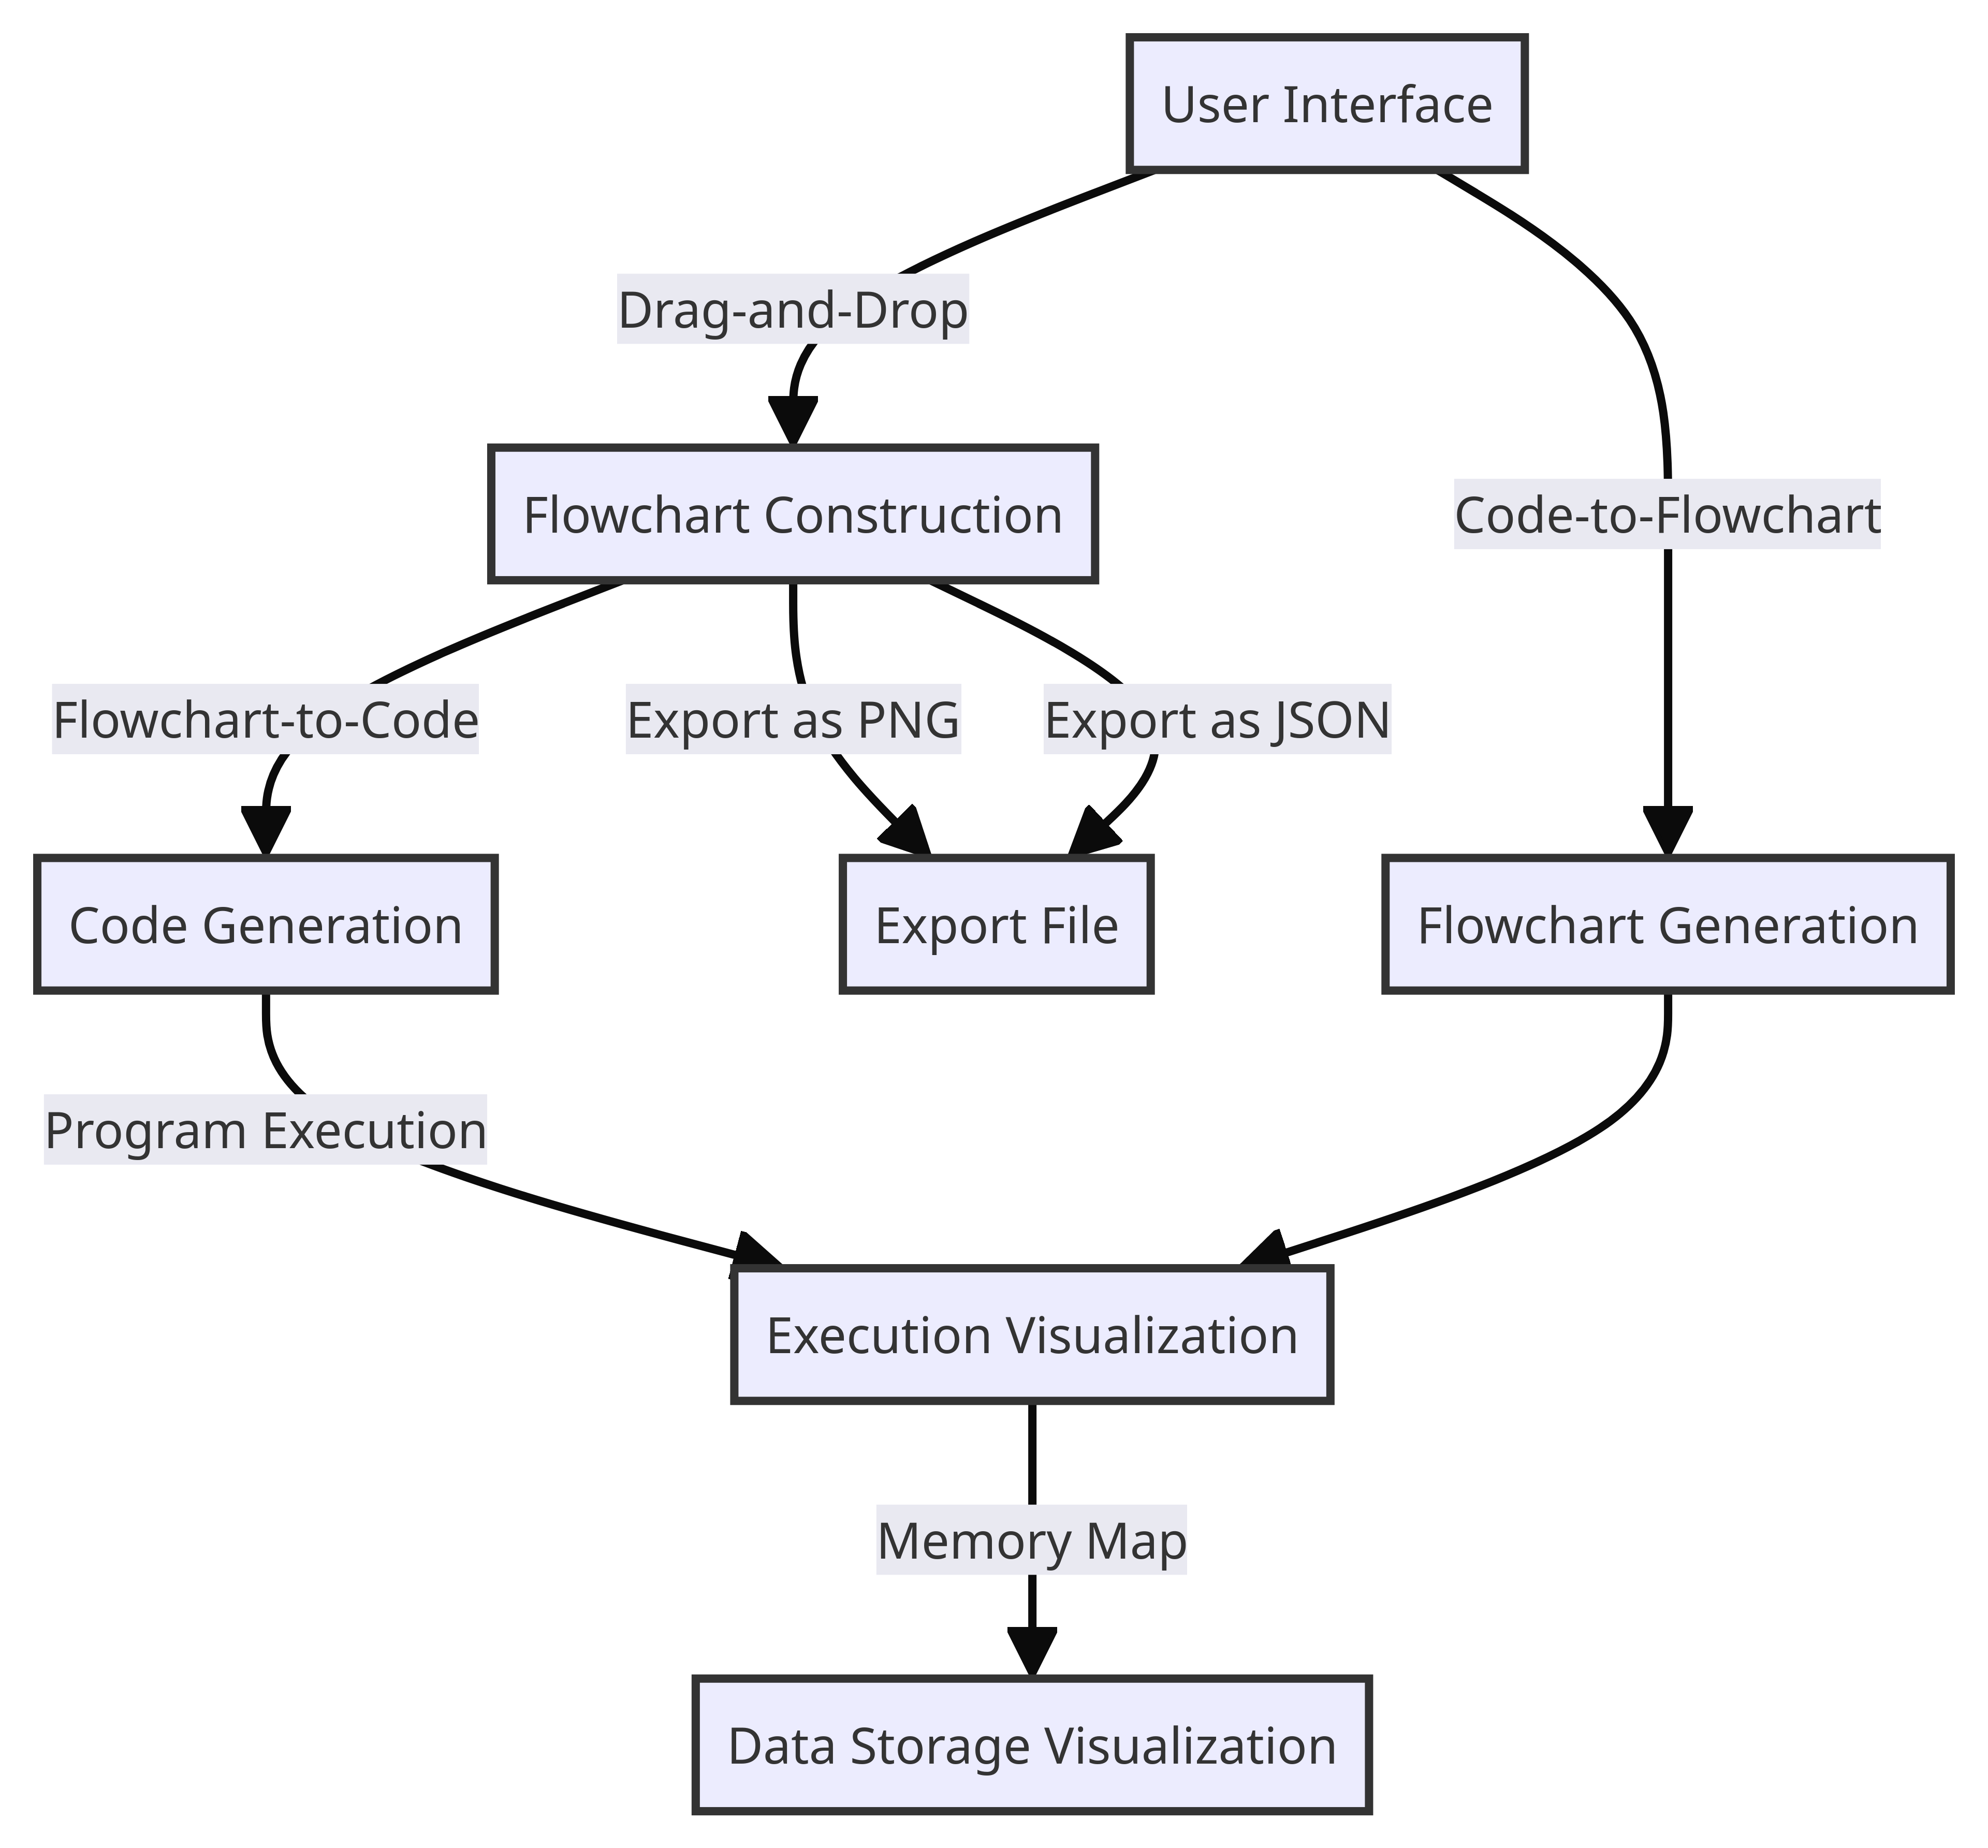 User Interface
Drag-and-Drop
Flowchart Construction
Code-to-Flowchart
Flowchart-to-Code
Export as PNG
Export as JSON
Code Generation
Export File
Flowchart Generation
Program Execution
Execution Visualization
Memory Map
Data Storage Visualization